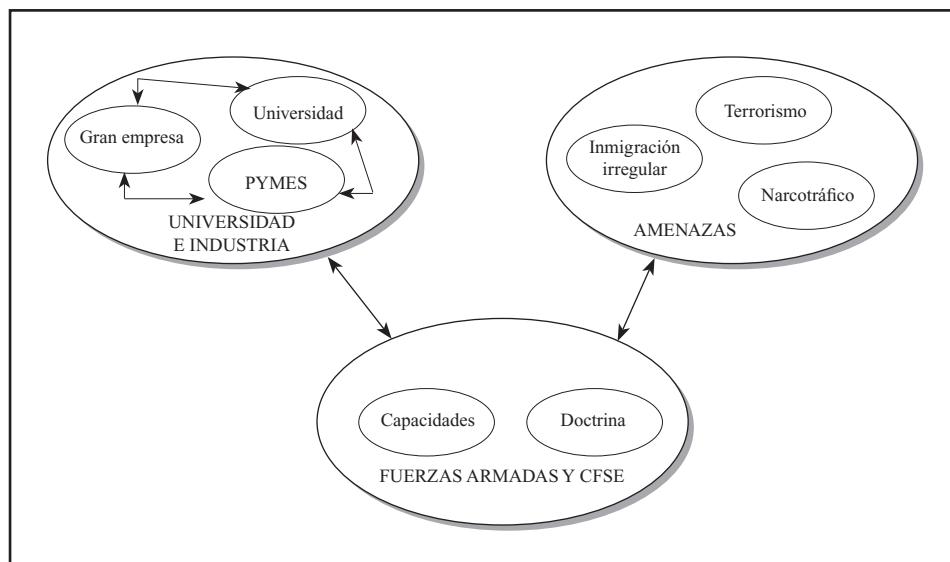 Universidad
Gran empresa
PYMES
UNIVERSIDAD
E INDUSTRIA
Terrorismo
Inmigración
irregular
Narcotráfico
AMENAZAS
Capacidades
Doctrina
FUERZAS ARMADAS Y CFSE